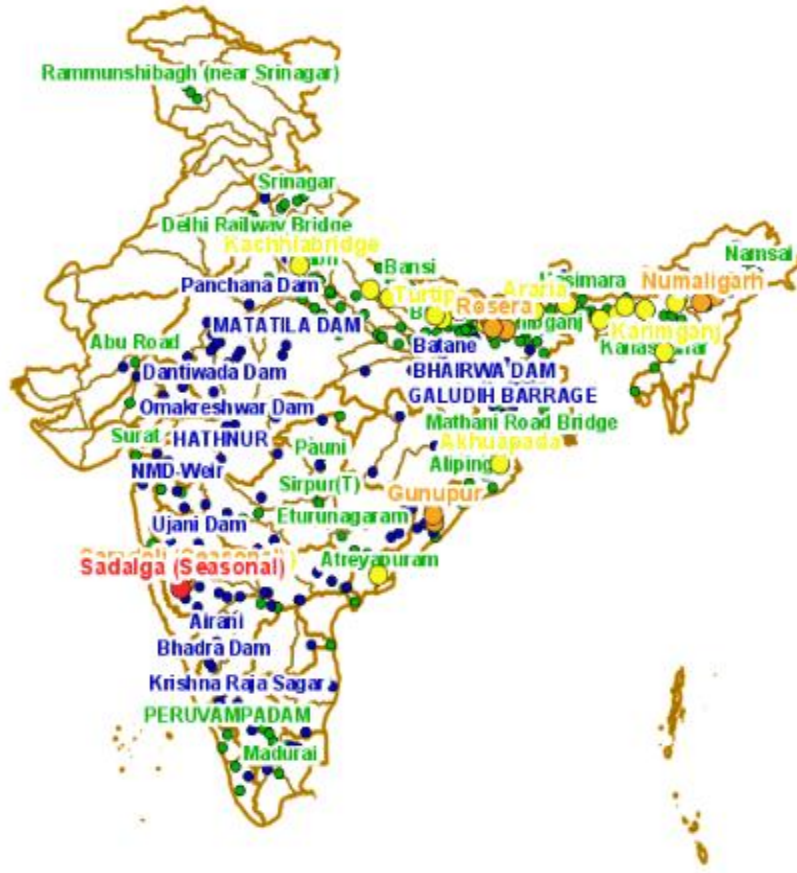 Rammunshibagh (near Srinagar)
Srinagar
Delhi Railway Bridge
Kachhlabridge
Bansi
Namsai
Hasimara
Numaligarh
Panchana Dam
Turtipar
Araria
Rosera
MATATILA DAM
Karimganj
Abu Road
Batane
Dantiwada Dam
BHAIRWA DAM
GALUDIH BARRAGE
Omakreshwar Dam
Mathani Road Bridge
Surat
HATHNUR
Pauni
Akhuapada
NMD-Weir
Alipingal
Sirpur(T)
Gunupur
Ujani Dam
Eturunagaram
Atreyapuram
Sadalga (Seasonal)
Airani
Bhadra Dam
Krishna Raja Sagar
PERUVAMPADAM
Madurai